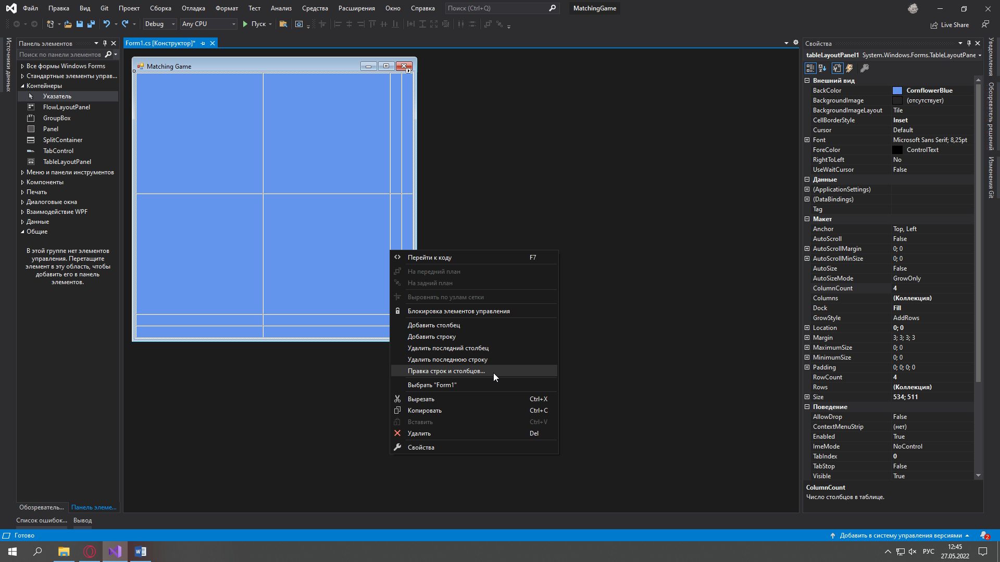 Файл Правка Вид Git Проект Сборка Отладка Формат Тест Анализ Средства Расширения Окно Справка Поиск (Ctrl+Q) MatchingGame
Debug Any CPU Пуск Live Share
Источники данных
Панель элементов
Поиск по панели элементов
Все формы Windows Forms
Стандартные элементы управ...
Контейнеры
Указатель
FlowLayoutPanel
GroupBox
Panel
SplitContainer
TabControl
TableLayoutPanel
Меню и панели инструментов
Компоненты
Печать
Диалоговые окна
Взаимодействие WPF
Данные
Общие
В этой группе нет элементов
управления. Перетащите
элемент в эту область, чтобы
добавить его в панель
элементов.
Обозреватель... Панель элеме...
Form1.cs [Конструктор]*
Matching Game
Перейти к коду F7
На передний план
На задний план
Выровнять по узлам сетки
Блокировка элементов управления
Добавить столбец
Добавить строку
Удалить последний столбец
Удалить последнюю строку
Правка строк и столбцов...
Выбрать "Form1"
Вырезать Ctrl+X
Копировать Ctrl+C
Вставить Ctrl+V
Удалить Del
Свойства
Свойства
tableLayoutPanel1 System.Windows.Forms.TableLayoutPane
Внешний вид
BackColor CornflowerBlue
BackgroundImage (отсутствует)
BackgroundImageLayout Tile
CellBorderStyle Inset
Cursor Default
Font Microsoft Sans Serif; 8,25pt
ForeColor ControlText
RightToLeft No
UseWaitCursor False
Данные
(ApplicationSettings)
(DataBindings)
Tag
Макет
Anchor Top, Left
AutoScroll False
AutoScrollMargin 0; 0
AutoScrollMinSize 0; 0
AutoSize False
AutoSizeMode GrowOnly
ColumnCount 4
Columns (Коллекция)
Dock Fill
GrowStyle AddRows
Location 0; 0
Margin 3; 3; 3; 3
MaximumSize 0; 0
MinimumSize 0; 0
Padding 0; 0; 0; 0
RowCount 4
Rows (Коллекция)
Size 534; 511
Поведение
AllowDrop False
ContextMenuStrip (нет)
Enabled True
ImeMode NoControl
TabIndex 0
TabStop False
Visible True
ColumnCount
Число столбцов в таблице.
Уведомления
Обозреватель решений
Изменения Git
Список ошибок... Вывод
Готово Добавить в систему управления версиями 2
РУС 12:45
27.05.2022